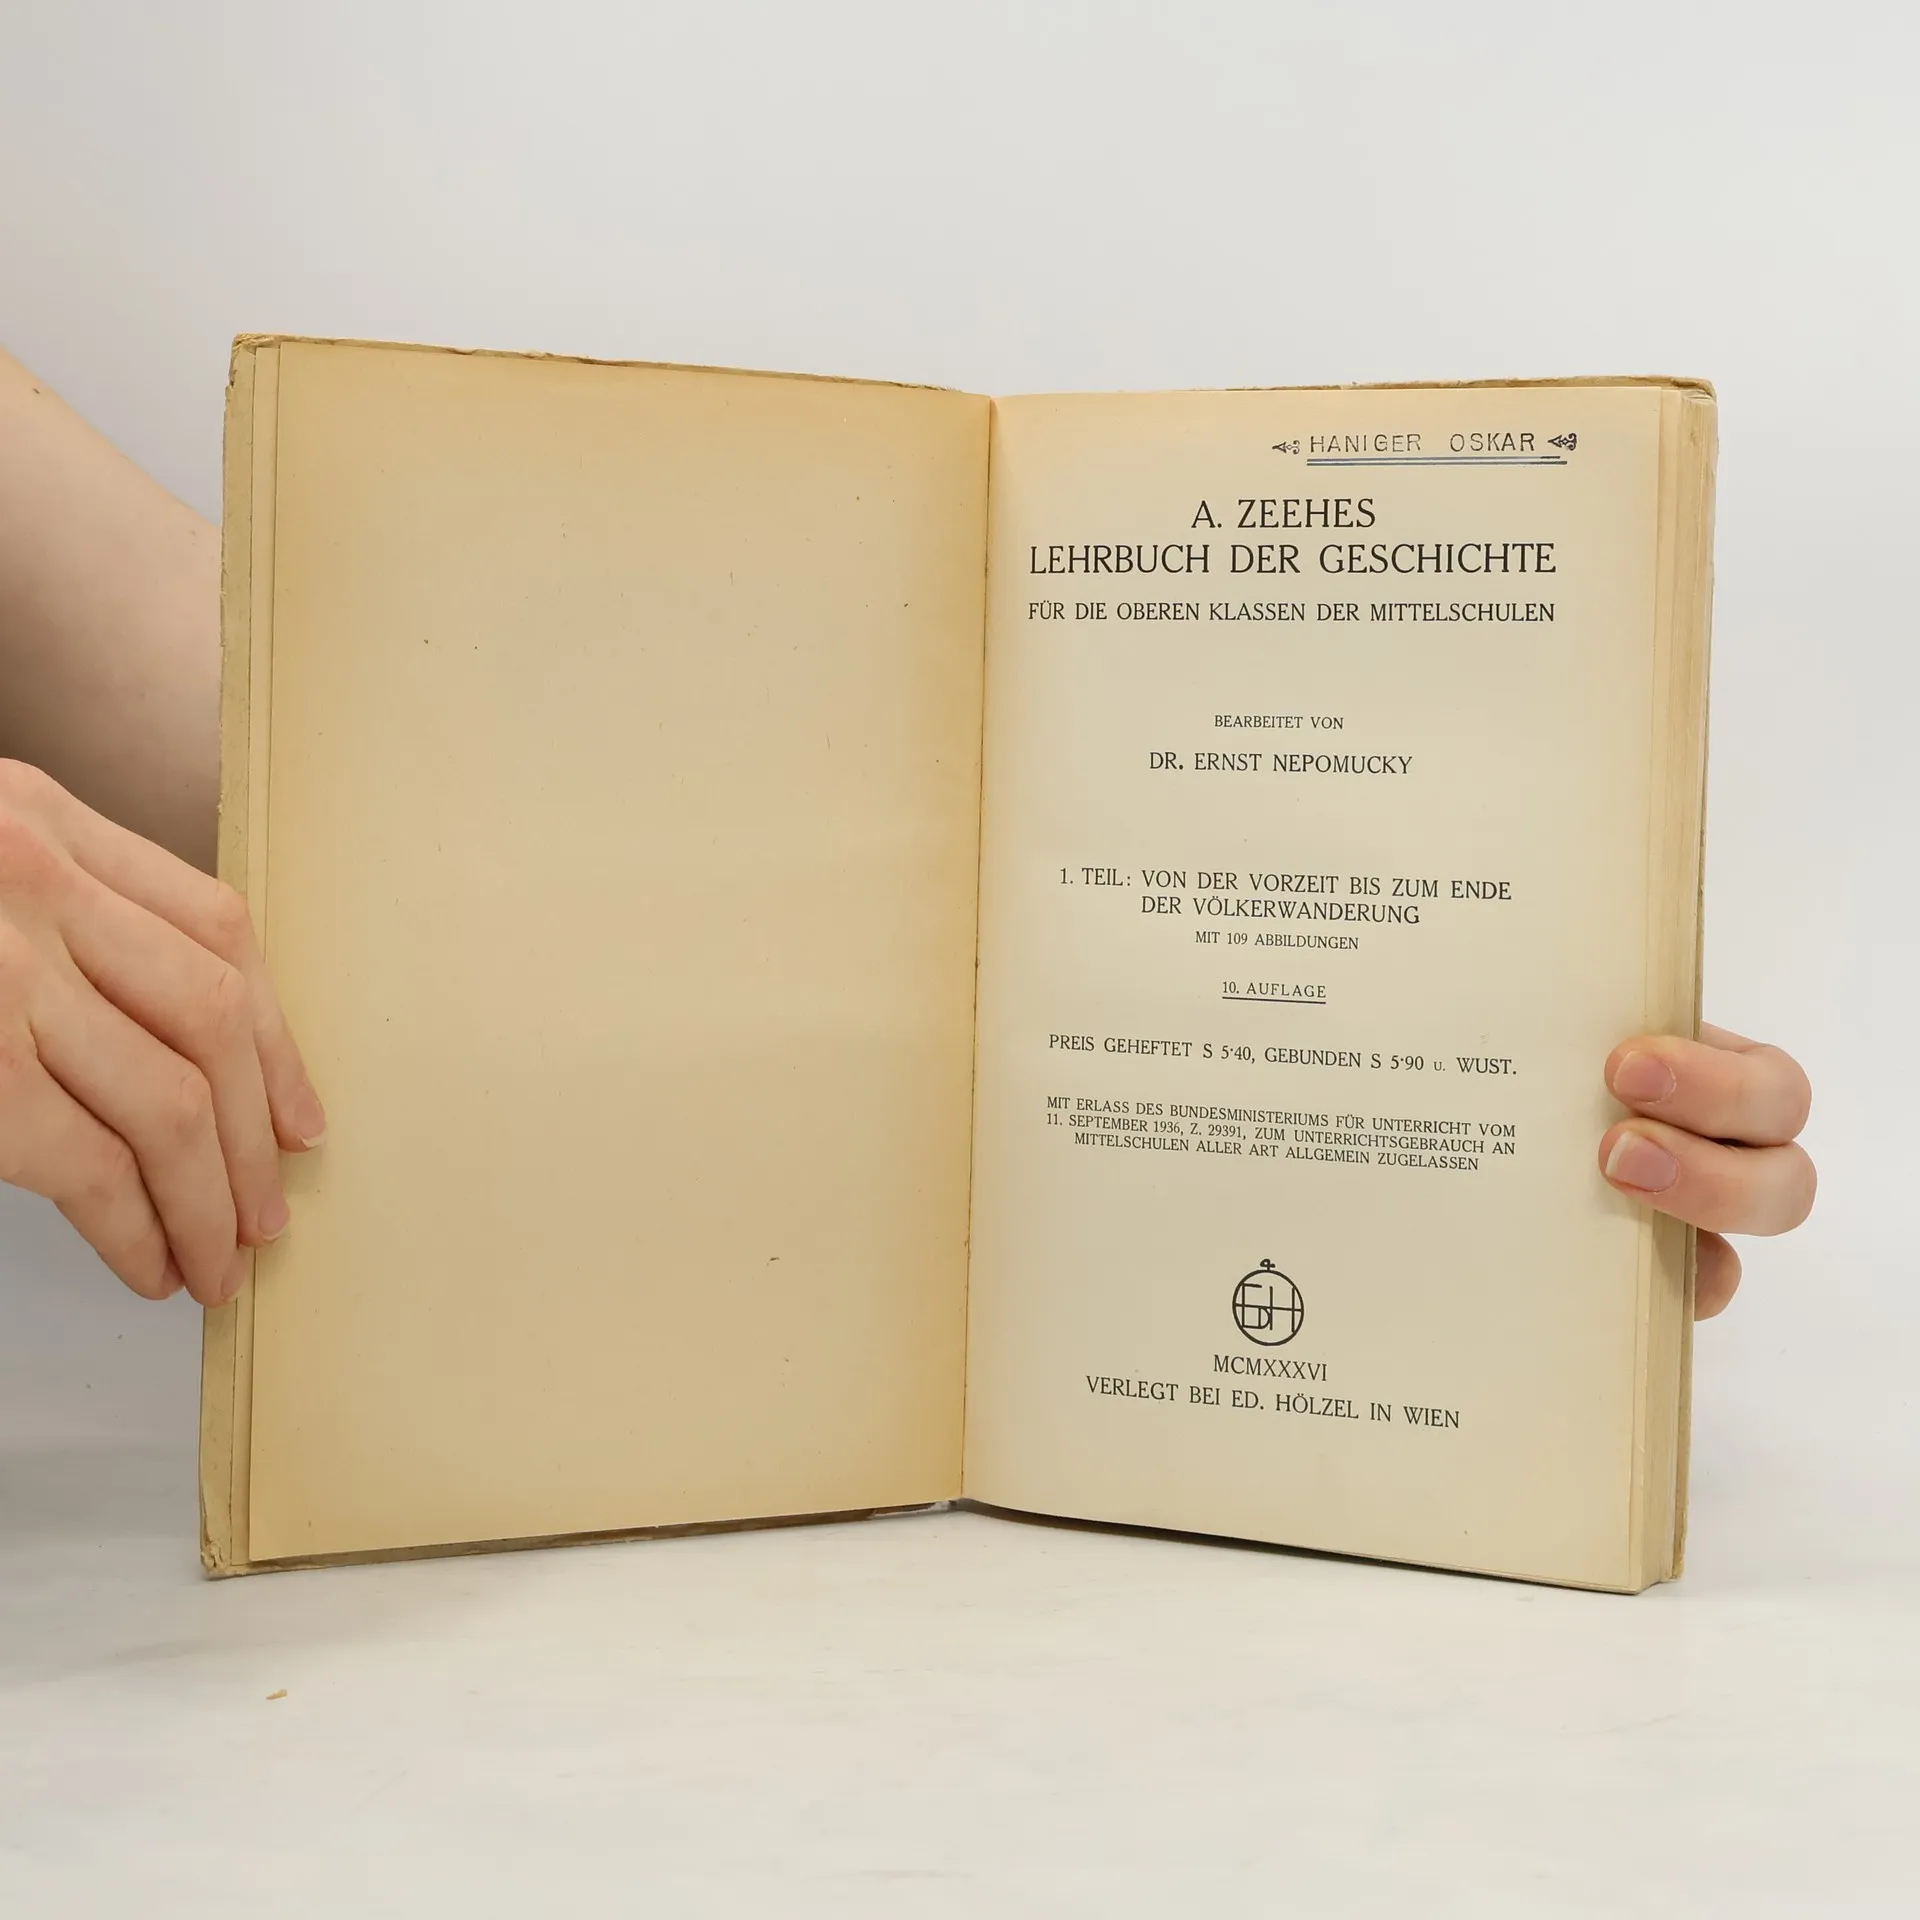 HANIGER OSKAR
A. ZEEHES
LEHRBUCH DER GESCHICHTE
FÜR DIE OBEREN KLASSEN DER MITTELSCHULEN
BEARBEITET VON
DR. ERNST NEPOMUCKY
1. TEIL: VON DER VORZEIT BIS ZUM ENDE
DER VÖLKERWANDERUNG
MIT 109 ABBILDUNGEN
10. AUFLAGE
PREIS GEHEFTET S 5·40, GEBUNDEN S 5·90 u. WUST.
MIT ERLASS DES BUNDESMINISTERIUMS FÜR UNTERRICHT VOM
11. SEPTEMBER 1936, Z. 29391, ZUM UNTERRICHTSGEBRAUCH AN
MITTELSCHULEN ALLER ART ALLGEMEIN ZUGELASSEN
EDH
MCMXXXVI
VERLEGT BEI ED. HÖLZEL IN WIEN